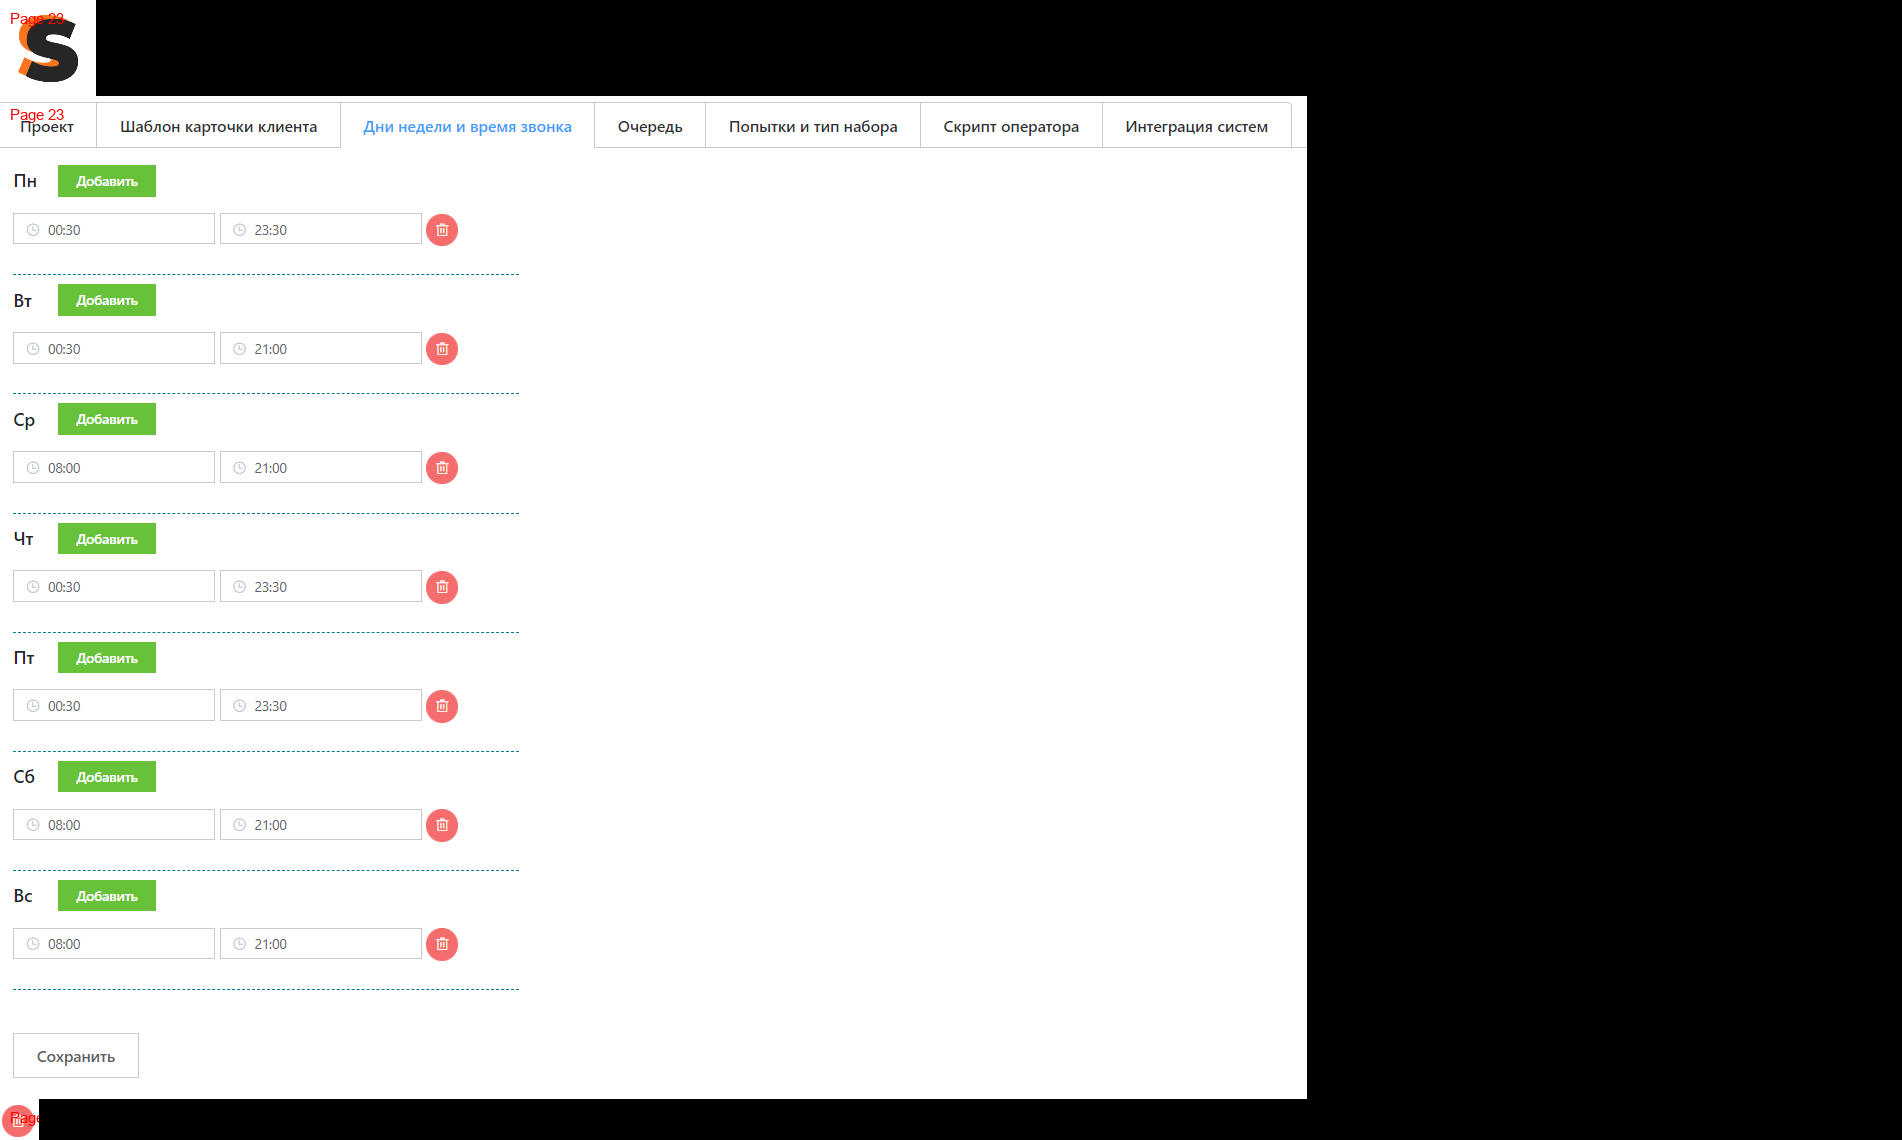 Page 23
Page 23
Проект Шаблон карточки клиента Дни недели и время звонка Очередь Попытки и тип набора Скрипт оператора Интеграция систем
Пн Добавить
00:30 23:30
Вт Добавить
00:30 21:00
Ср Добавить
08:00 21:00
Чт Добавить
00:30 23:30
Пт Добавить
00:30 23:30
Сб Добавить
08:00 21:00
Вс Добавить
08:00 21:00
Сохранить
Page